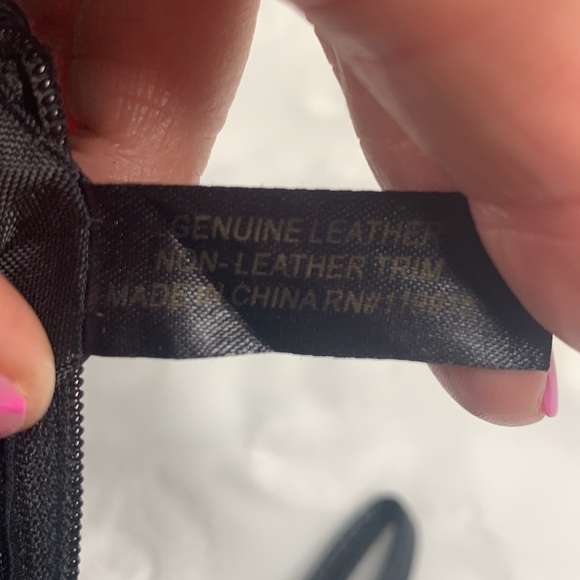 GENUINE LEATHER
NON-LEATHER TRIM
MADE IN CHINA